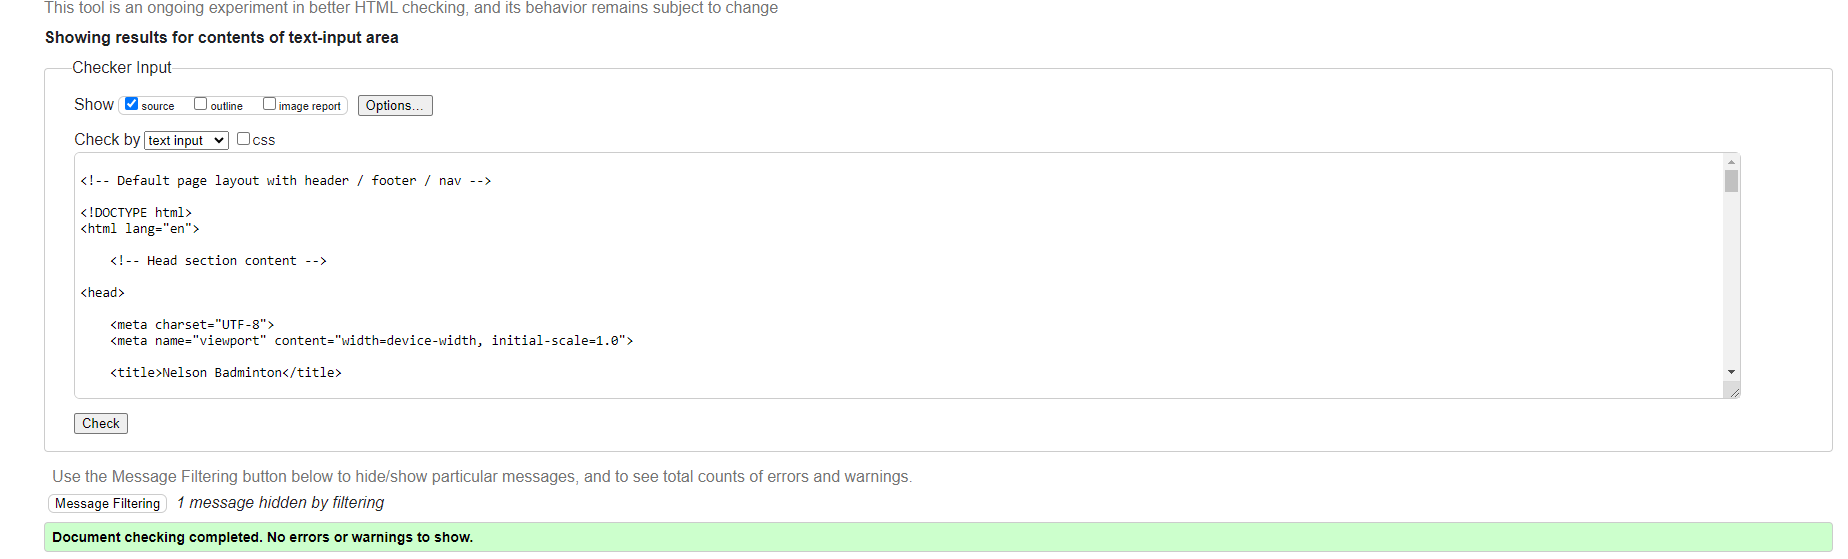 This tool is an ongoing experiment in better HTML checking, and its behavior remains subject to change
Showing results for contents of text-input area
Checker Input
Show source outline image report Options...
Check by text input css
<!-- Default page layout with header / footer / nav -->
<!DOCTYPE html>
<html lang="en">
<!-- Head section content -->
<head>
<meta charset="UTF-8">
<meta name="viewport" content="width=device-width, initial-scale=1.0">
<title>Nelson Badminton</title>
Check
Use the Message Filtering button below to hide/show particular messages, and to see total counts of errors and warnings.
Message Filtering 1 message hidden by filtering
Document checking completed. No errors or warnings to show.